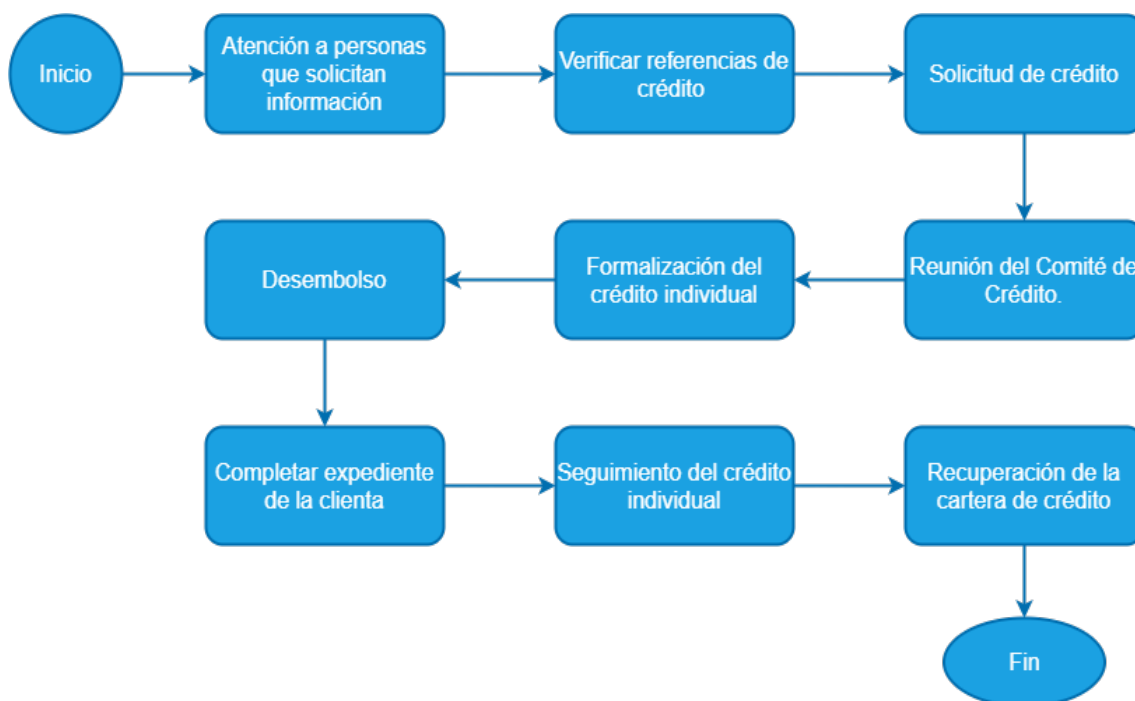 Inicio
Atención a personas
que solicitan
información
Verificar referencias de
crédito
Solicitud de crédito
Reunión del Comité de
Crédito.
Formalización del
crédito individual
Desembolso
Completar expediente
de la clienta
Seguimiento del crédito
individual
Recuperación de la
cartera de crédito
Fin